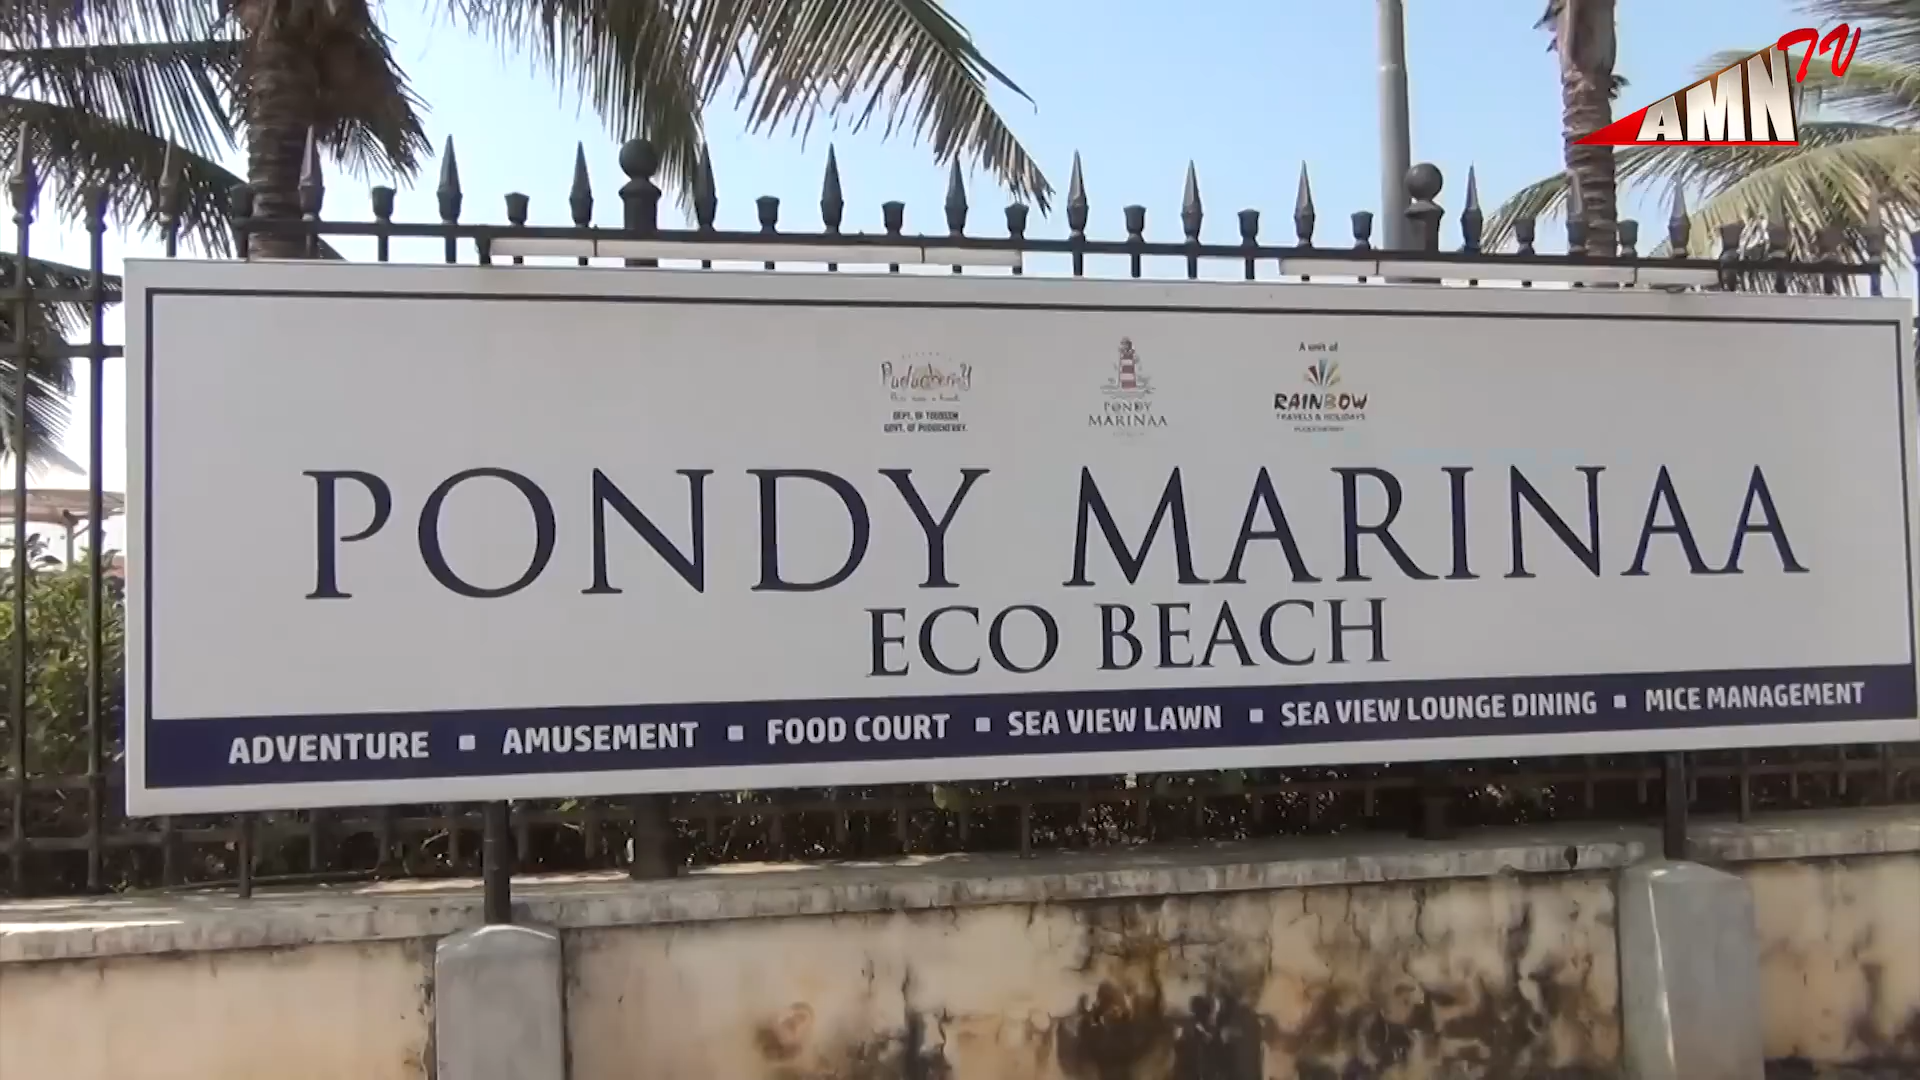 AMN TV
Puducherry
DEPT. OF TOURISM
GOVT. OF PUDUCHERRY.
PONDY
MARINAA
A unit of
RAINBOW
TRAVELS & HOLIDAYS
PUDUCHERRY
PONDY MARINAA
ECO BEACH
ADVENTURE ▪ AMUSEMENT ▪ FOOD COURT ▪ SEA VIEW LAWN ▪ SEA VIEW LOUNGE DINING ▪ MICE MANAGEMENT